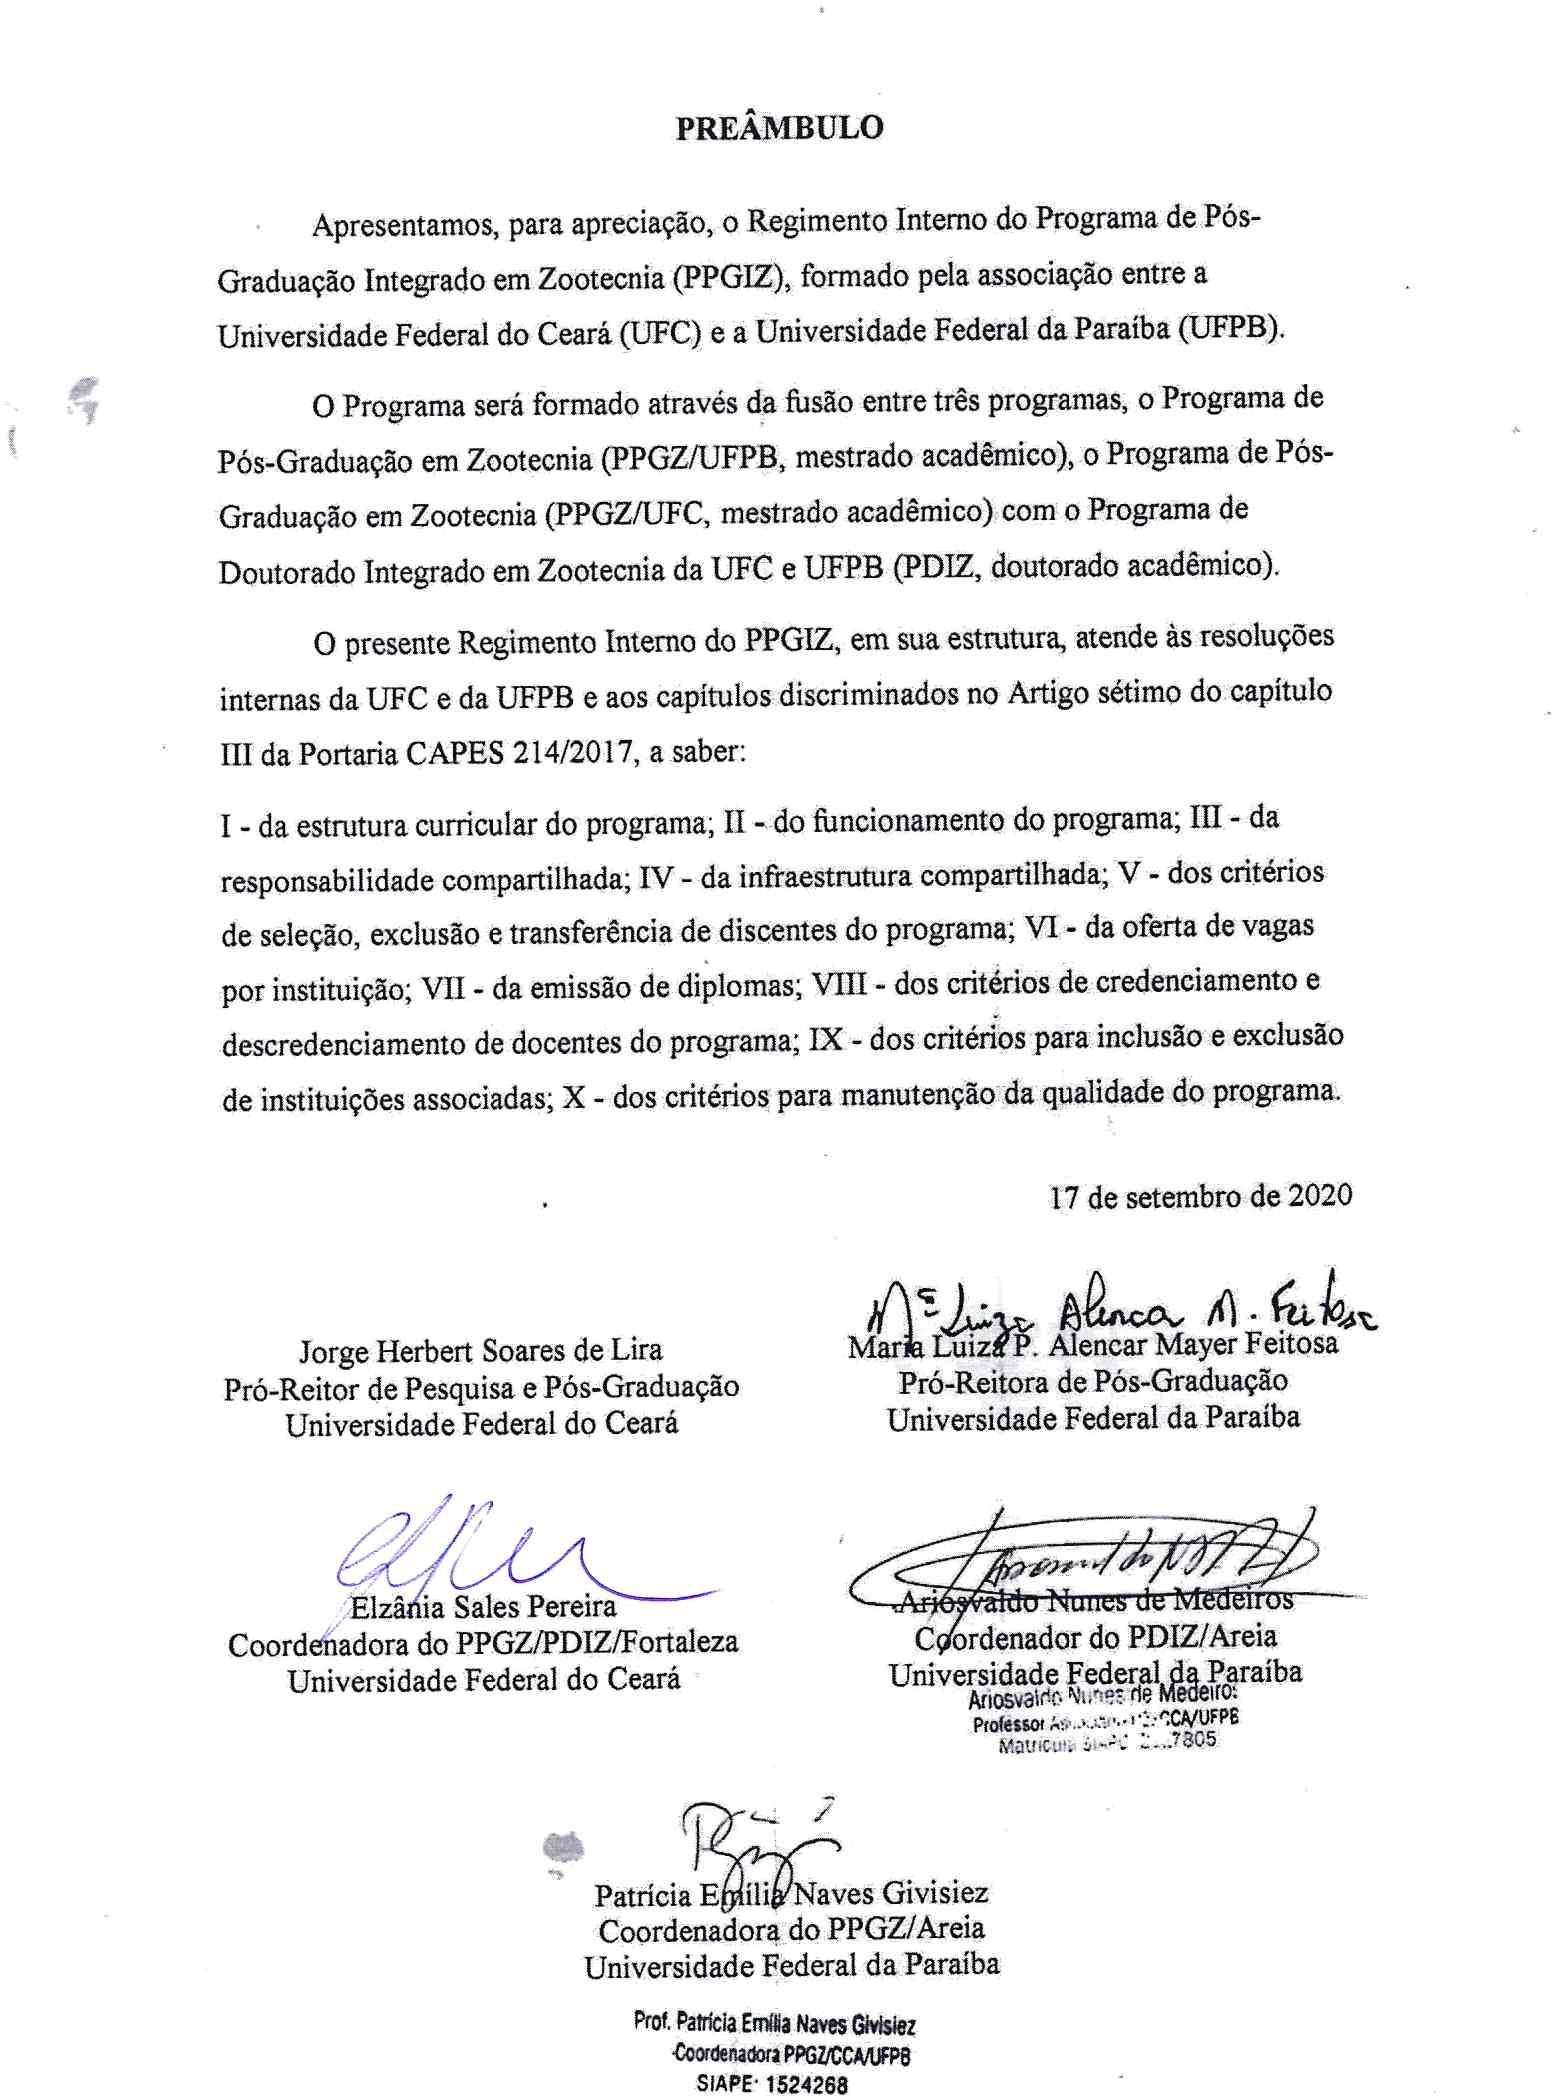 PREÂMBULO
Apresentamos, para apreciação, o Regimento Interno do Programa de Pós-
Graduação Integrado em Zootecnia (PPGIZ), formado pela associação entre a
Universidade Federal do Ceará (UFC) e a Universidade Federal da Paraíba (UFPB).
O Programa será formado através da fusão entre três programas, o Programa de
Pós-Graduação em Zootecnia (PPGZ/UFPB, mestrado acadêmico), o Programa de Pós-
Graduação em Zootecnia (PPGZ/UFC, mestrado acadêmico) com o Programa de
Doutorado Integrado em Zootecnia da UFC e UFPB (PDIZ, doutorado acadêmico).
O presente Regimento Interno do PPGIZ, em sua estrutura, atende às resoluções
internas da UFC e da UFPB e aos capítulos discriminados no Artigo sétimo do capítulo
III da Portaria CAPES 214/2017, a saber:
I - da estrutura curricular do programa; II - do funcionamento do programa; III - da
responsabilidade compartilhada; IV - da infraestrutura compartilhada; V - dos critérios
de seleção, exclusão e transferência de discentes do programa; VI - da oferta de vagas
por instituição; VII - da emissão de diplomas; VIII - dos critérios de credenciamento e
descredenciamento de docentes do programa; IX - dos critérios para inclusão e exclusão
de instituições associadas; X - dos critérios para manutenção da qualidade do programa.
17 de setembro de 2020
Mª Luiza Alencar M. Feitosa
Jorge Herbert Soares de Lira
Pró-Reitor de Pesquisa e Pós-Graduação
Universidade Federal do Ceará
Maria Luiza P. Alencar Mayer Feitosa
Pró-Reitora de Pós-Graduação
Universidade Federal da Paraíba
Elzânia Sales Pereira
Coordenadora do PPGZ/PDIZ/Fortaleza
Universidade Federal do Ceará
Ariosvaldo Nunes de Medeiros
Coordenador do PDIZ/Areia
Universidade Federal da Paraíba
Ariosvaldo Nunes de Medeiros
Professor CCA/UFPB
Matrícula
Patrícia Emília Naves Givisiez
Coordenadora do PPGZ/Areia
Universidade Federal da Paraíba
Prof. Patrícia Emília Naves Givisiez
Coordenadora PPGZ/CCA/UFPB
SIAPE: 1524268